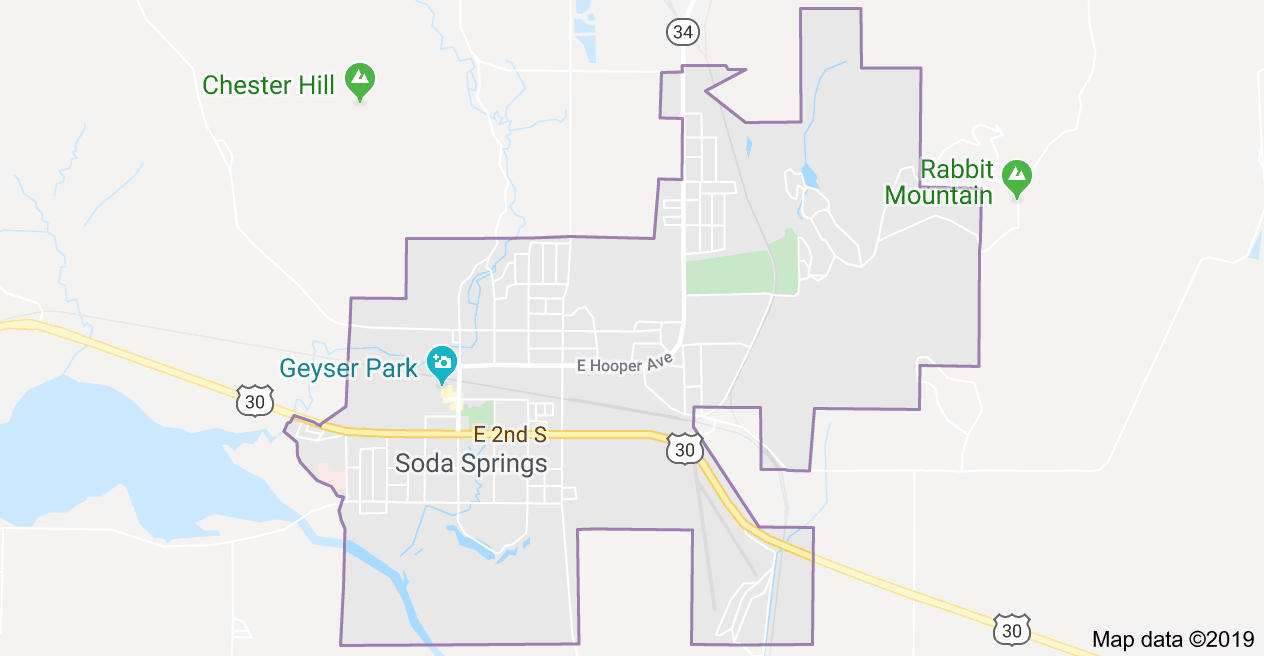 34
Chester Hill
Rabbit
Mountain
E Hooper Ave
Geyser Park
30
E 2nd S
30
Soda Springs
30
Map data ©2019